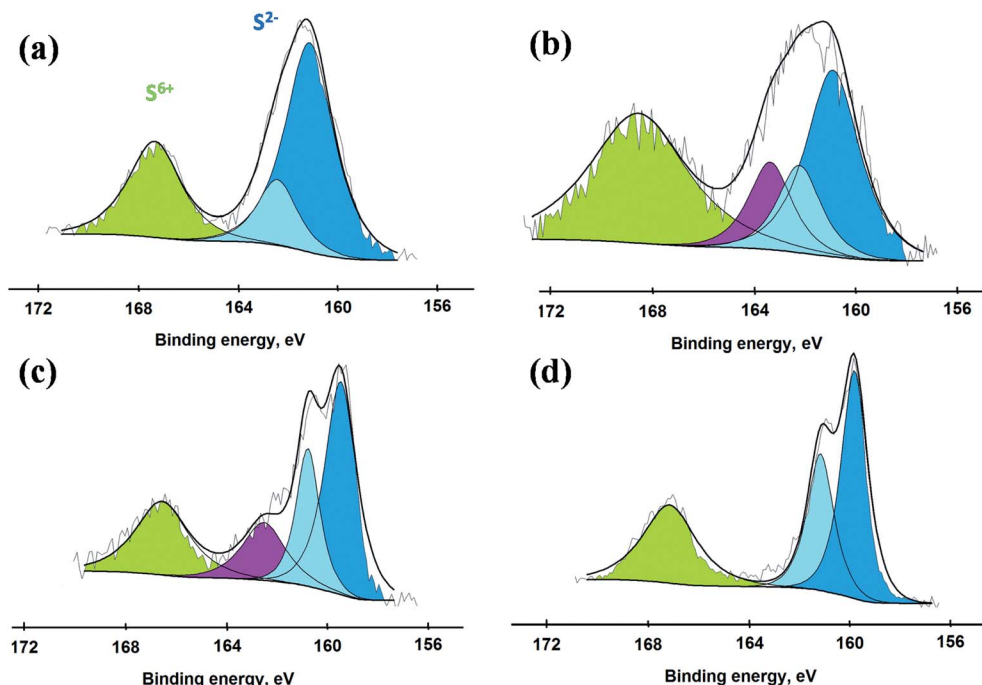 (a)
S⁶⁺
S²⁻
172 168 164 160 156
Binding energy, eV
(b)
172 168 164 160 156
Binding energy, eV
(c)
172 168 164 160 156
Binding energy, eV
(d)
172 168 164 160 156
Binding energy, eV